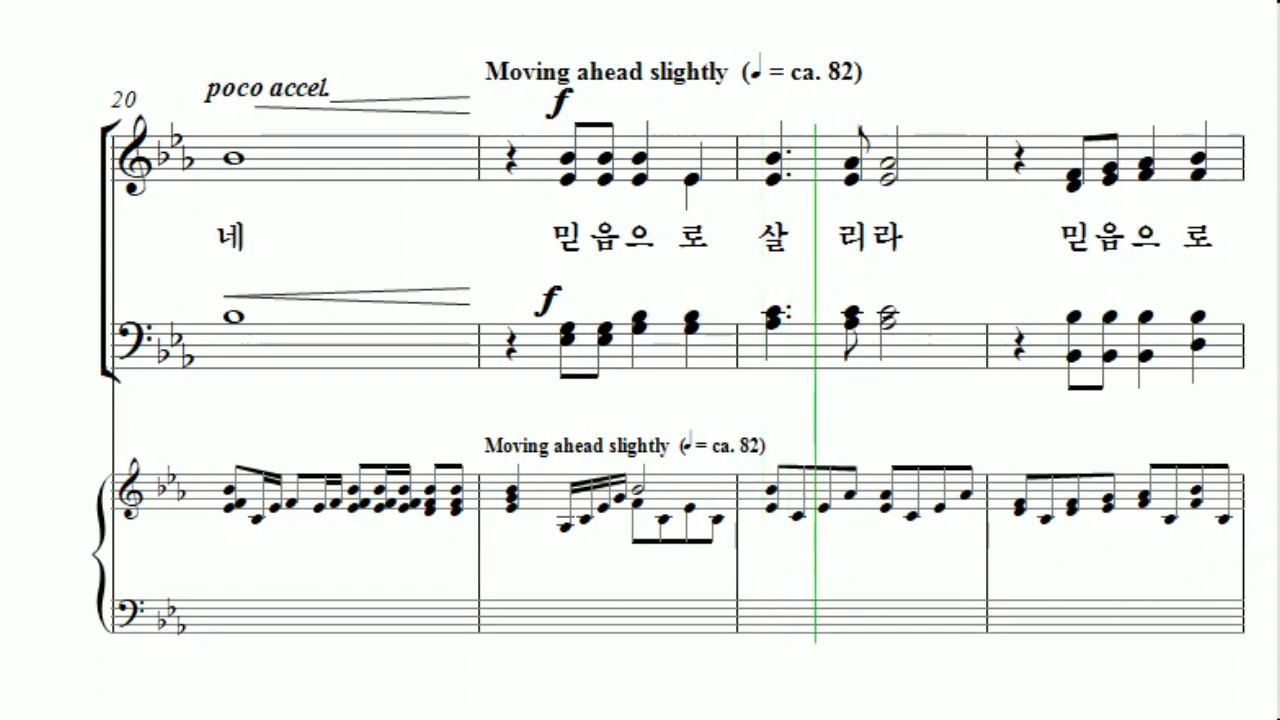 Moving ahead slightly (♩ = ca. 82)
20 poco accel.
f
네 믿음으로 살 리라 믿음으로
f
Moving ahead slightly (♩ = ca. 82)